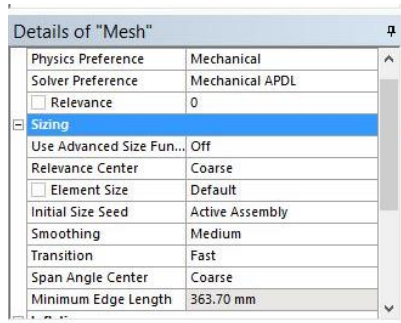 Details of "Mesh"
Physics Preference Mechanical
Solver Preference Mechanical APDL
Relevance 0
Sizing
Use Advanced Size Fun... Off
Relevance Center Coarse
Element Size Default
Initial Size Seed Active Assembly
Smoothing Medium
Transition Fast
Span Angle Center Coarse
Minimum Edge Length 363.70 mm